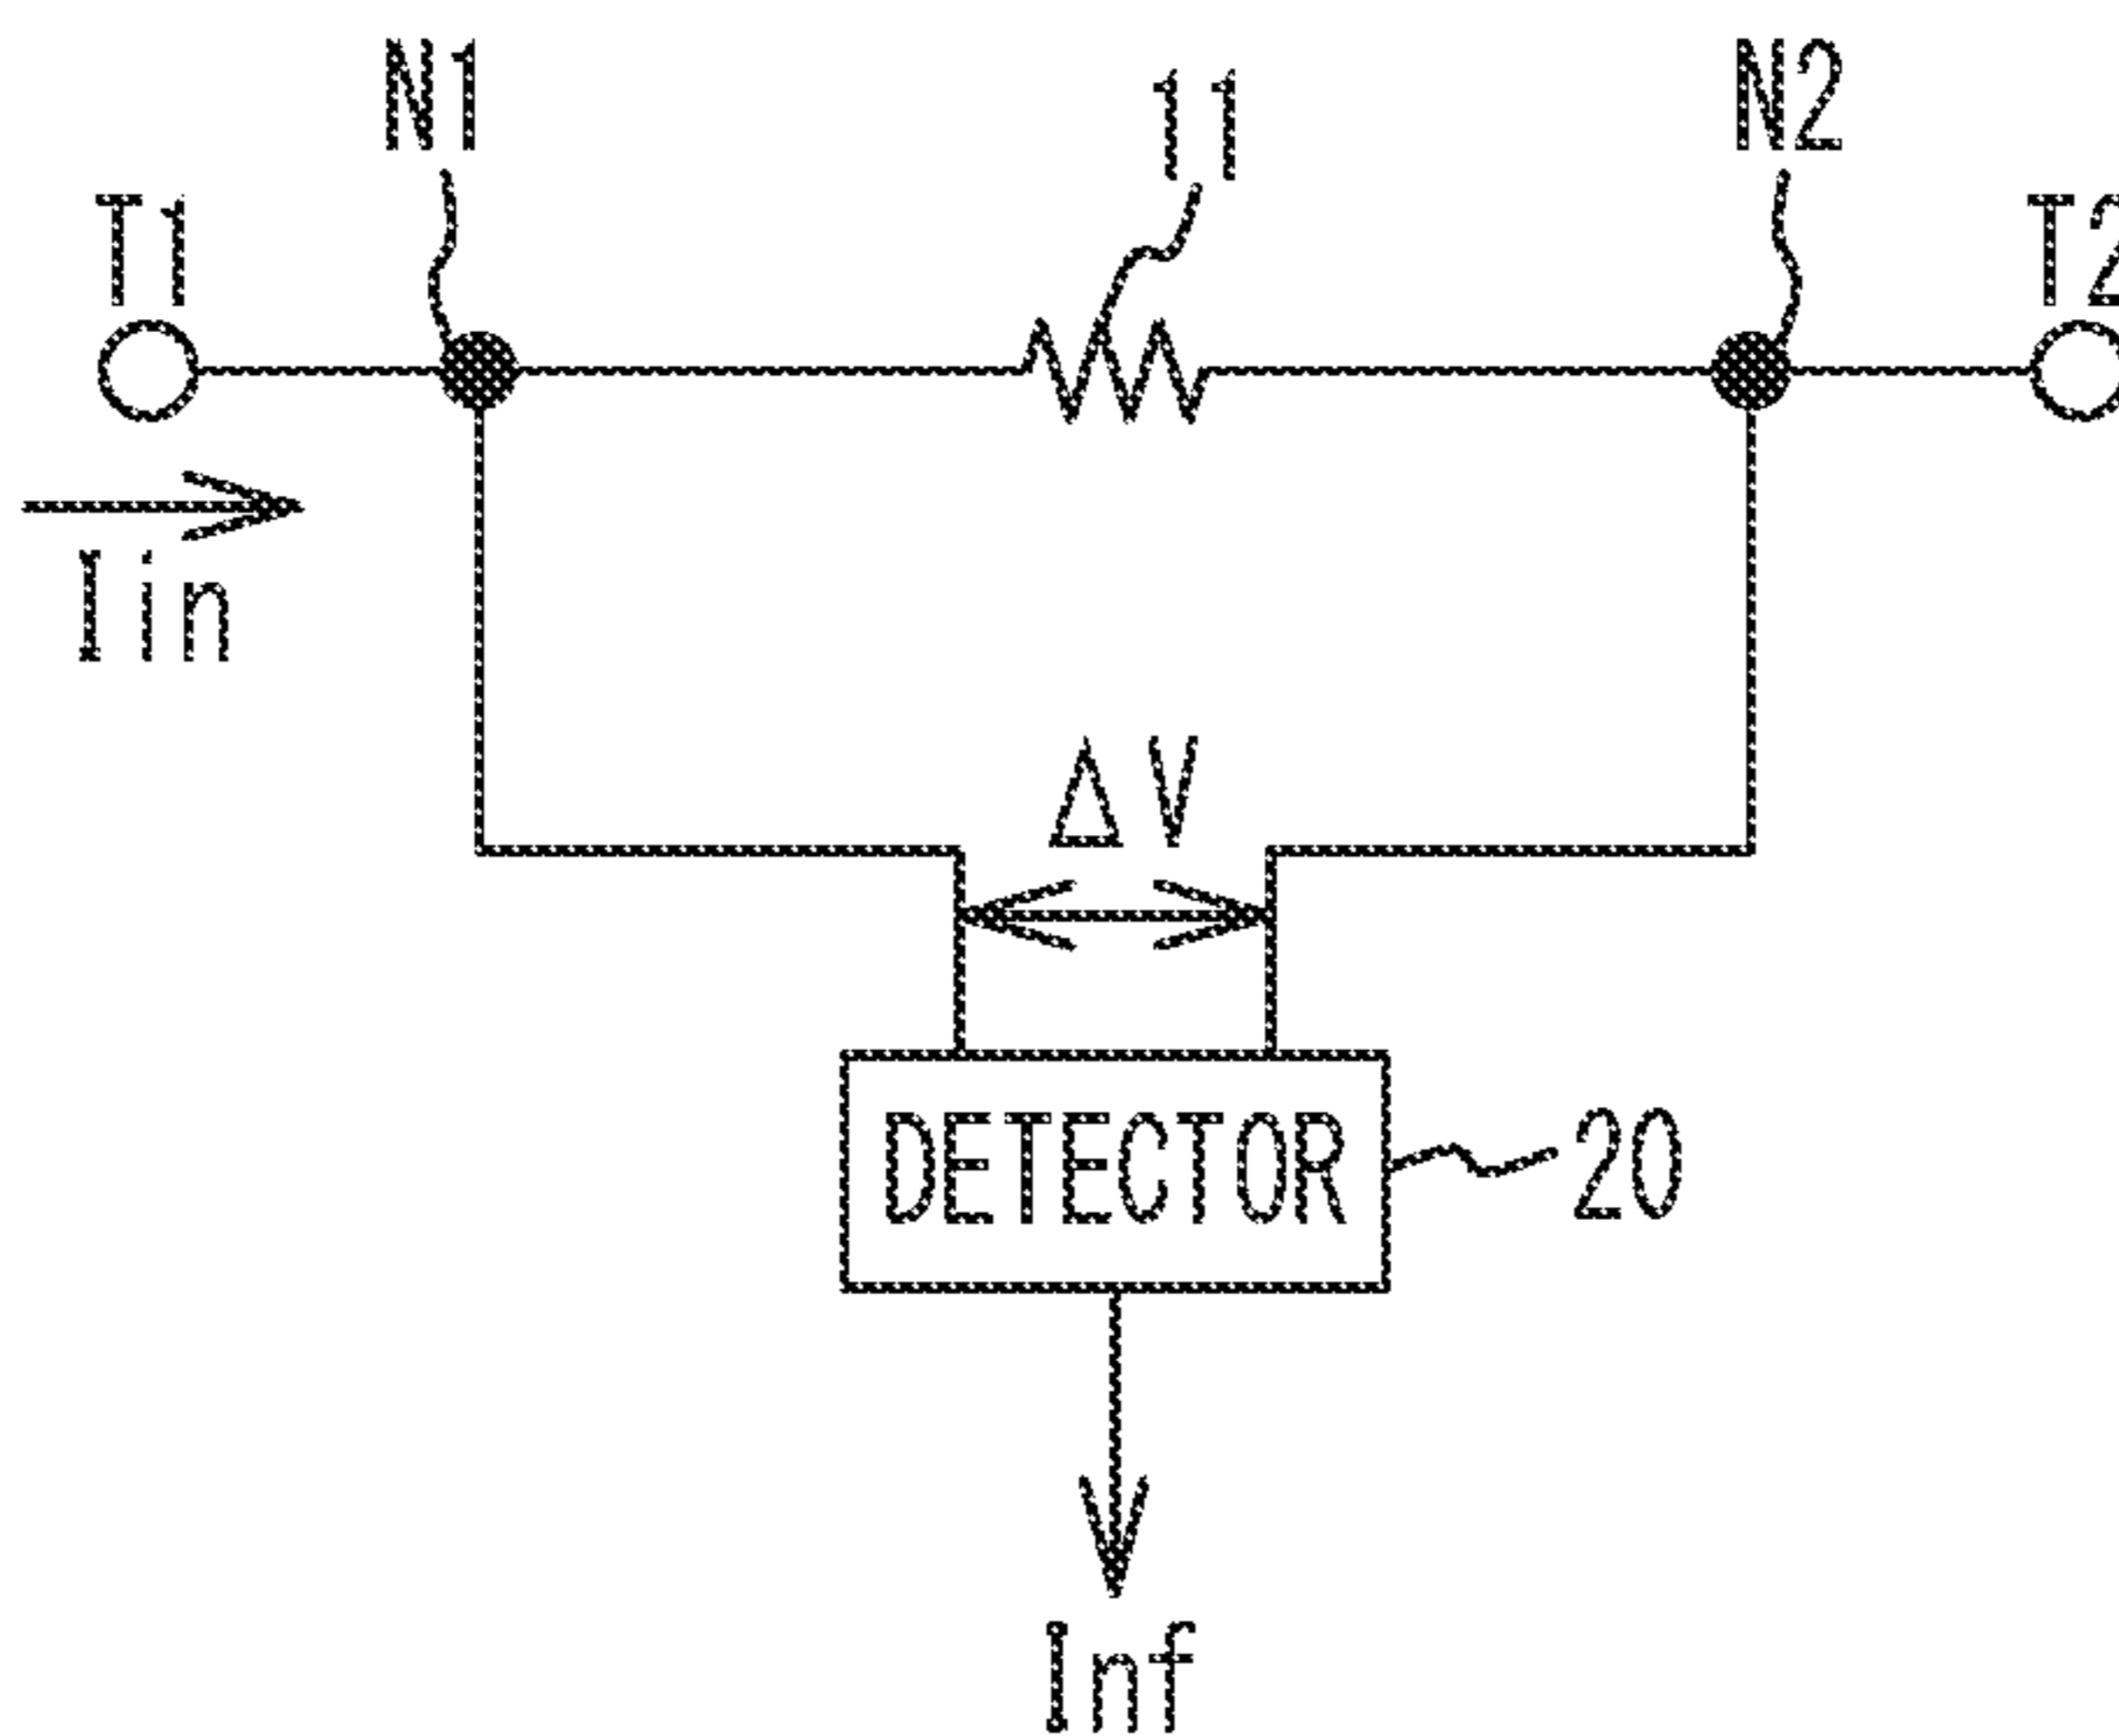 N1
11
N2
T1
T2
Iin
ΔV
DETECTOR
20
Inf